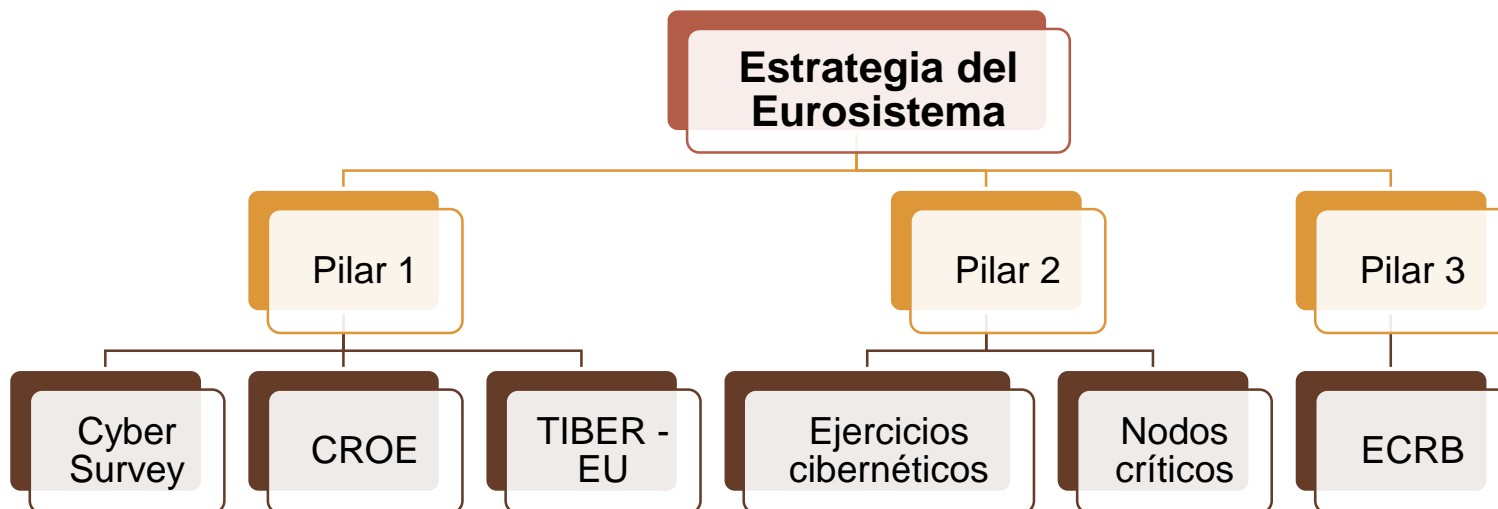 Estrategia del
Eurosistema
Pilar 1
Pilar 2
Pilar 3
Cyber
Survey
CROE
TIBER -
EU
Ejercicios
cibernéticos
Nodos
críticos
ECRB